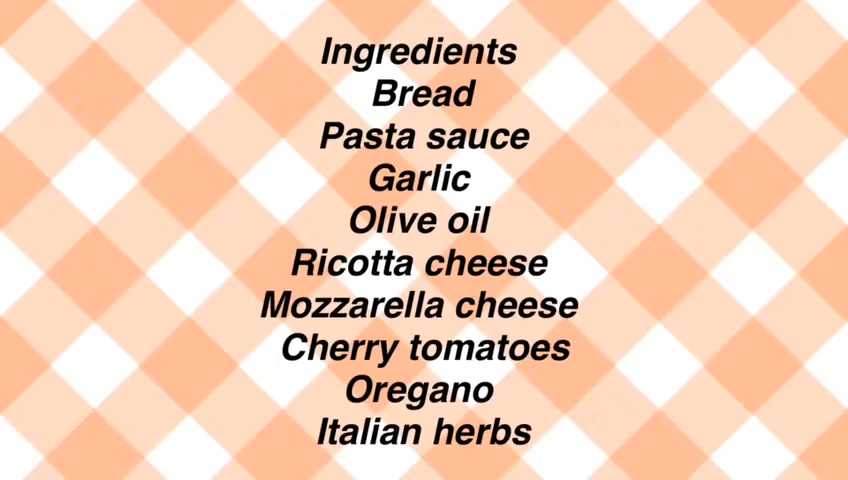 Ingredients
Bread
Pasta sauce
Garlic
Olive oil
Ricotta cheese
Mozzarella cheese
Cherry tomatoes
Oregano
Italian herbs